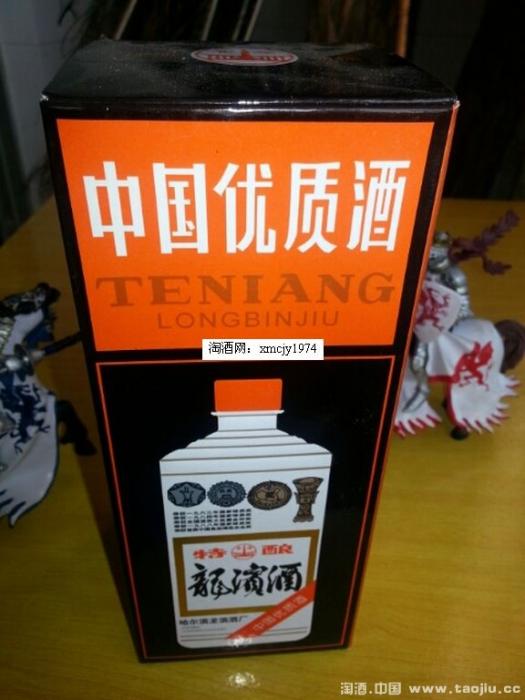 中国优质酒
TENIANG
LONGBINJIU
淘酒网：xmcjy1974
特 酿
龍濱酒
哈尔滨龙滨酒厂
中国优质酒
淘酒.中国 www.taojiu.cc